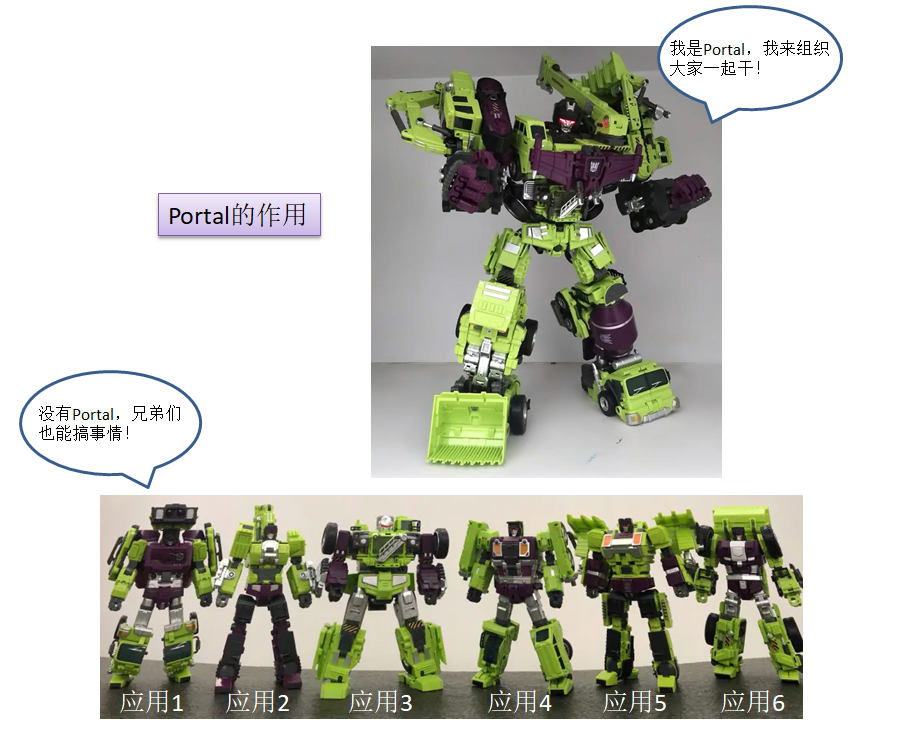 我是Portal，我来组织
大家一起干！
Portal的作用
没有Portal，兄弟们
也能搞事情！
应用1
应用2
应用3
应用4
应用5
应用6